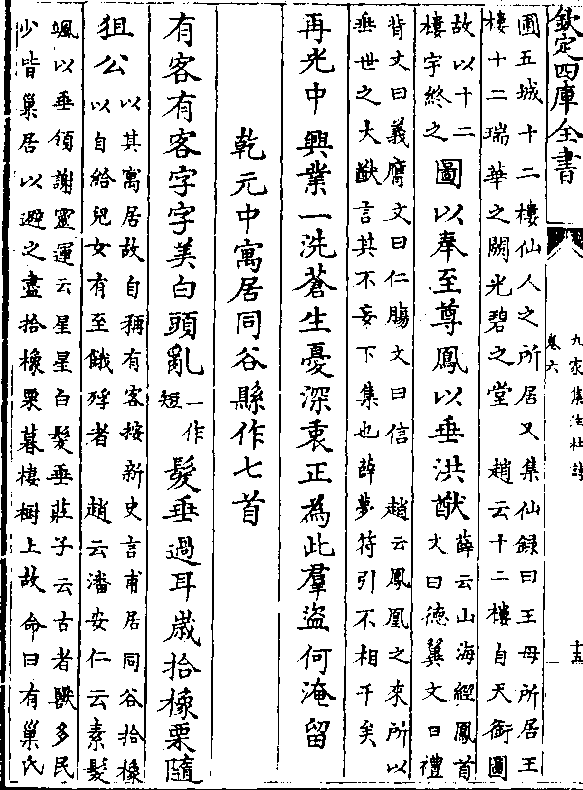 欽定四庫全書
九家集注杜詩
卷六
十五
圃五城十二樓仙人之所居又集仙録曰王母所居玉
樓十二瑞華之闕光碧之堂　趙云十二樓自天衢圖
故以十二
樓字終之
圖以奉至尊鳳以垂洪猷
薛云山海經鳳首
文曰德翼文曰禮
背文曰義膺文曰仁膓文曰信　趙云鳳凰之來所以
垂世之大猷言其不妄下集也薛夢符引不相干矣
再光中興業一洗蒼生憂深衷正為此羣盜何淹留
乾元中寓居同谷縣作七首
有客有客字子美白頭亂
一作
短
髮垂過耳歲拾橡栗隨
狙公
以其寓居故自稱有客按新史言甫居同谷拾橡
以自給兒女有至餓殍者　趙云潘安仁云素髮
颯以垂領謝靈運云星星白髮垂莊子云古者獸多民
少皆巢居以避之晝拾橡栗暮棲樹上故命曰有巢氏